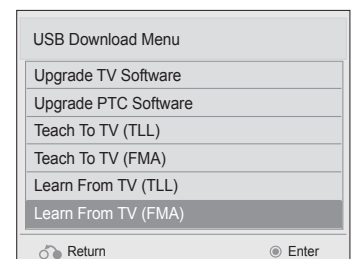 USB Download Menu
Upgrade TV Software
Upgrade PTC Software
Teach To TV (TLL)
Teach To TV (FMA)
Learn From TV (TLL)
Learn From TV (FMA)
Return
Enter